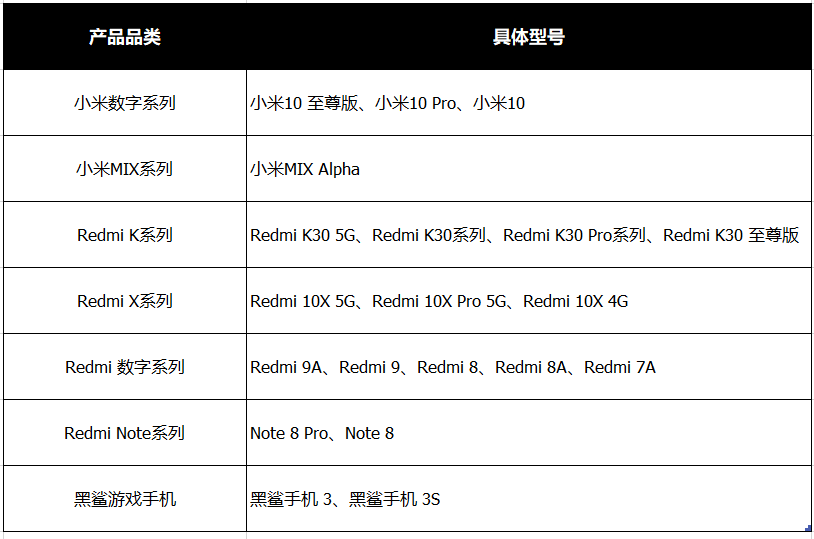 产品品类 具体型号
小米数字系列 小米10 至尊版、小米10 Pro、小米10
小米MIX系列 小米MIX Alpha
Redmi K系列 Redmi K30 5G、Redmi K30系列、Redmi K30 Pro系列、Redmi K30 至尊版
Redmi X系列 Redmi 10X 5G、Redmi 10X Pro 5G、Redmi 10X 4G
Redmi 数字系列 Redmi 9A、Redmi 9、Redmi 8、Redmi 8A、Redmi 7A
Redmi Note系列 Note 8 Pro、Note 8
黑鲨游戏手机 黑鲨手机 3、黑鲨手机 3S